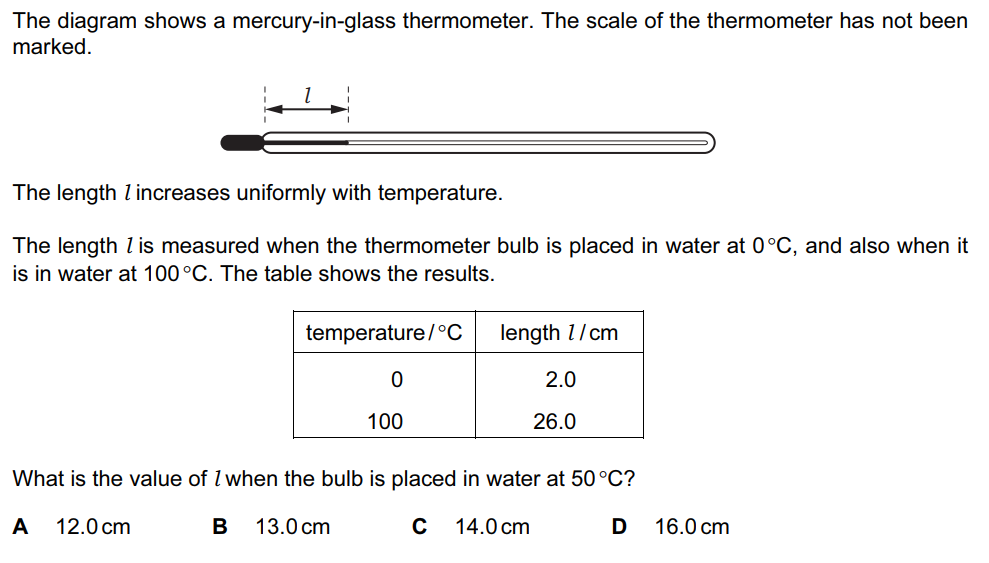 The diagram shows a mercury-in-glass thermometer. The scale of the thermometer has not been
marked.
l
The length l increases uniformly with temperature.
The length l is measured when the thermometer bulb is placed in water at 0 °C, and also when it
is in water at 100 °C. The table shows the results.
temperature / °C length l / cm
0 2.0
100 26.0
What is the value of l when the bulb is placed in water at 50 °C?
A 12.0 cm B 13.0 cm C 14.0 cm D 16.0 cm